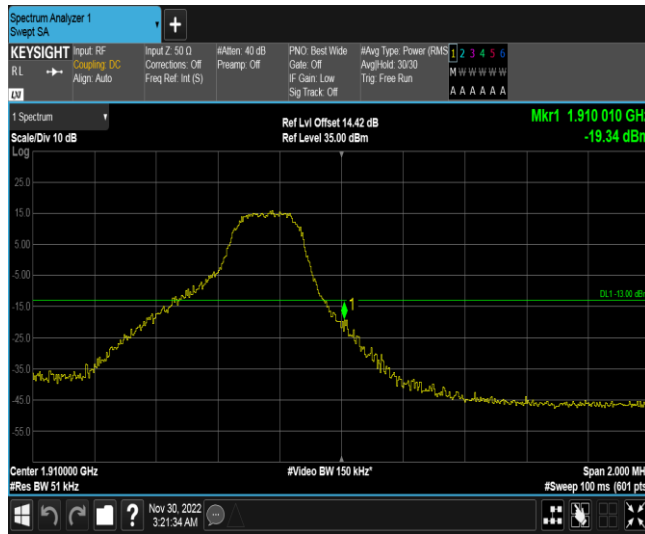 Spectrum Analyzer 1
Swept SA
+
KEYSIGHT
RL
LXI
Input: RF
Coupling: DC
Align: Auto
Input Z: 50 Ω
Corrections: Off
Freq Ref: Int (S)
#Atten: 40 dB
Preamp: Off
PNO: Best Wide
Gate: Off
IF Gain: Low
Sig Track: Off
#Avg Type: Power (RMS
Avg|Hold: 30/30
Trig: Free Run
1 2 3 4 5 6
M W W W W W
A A A A A A
1 Spectrum
Scale/Div 10 dB
Log
Ref Lvl Offset 14.42 dB
Ref Level 35.00 dBm
Mkr1 1.910 010 GH
-19.34 dBm
25.0
15.0
5.00
-5.00
-15.0
-25.0
-35.0
-45.0
-55.0
DL1 -13.00 dBm
1
Center 1.910000 GHz
#Res BW 51 kHz
#Video BW 150 kHz*
Span 2.000 MH
#Sweep 100 ms (601 pts
?
Nov 30, 2022
3:21:34 AM